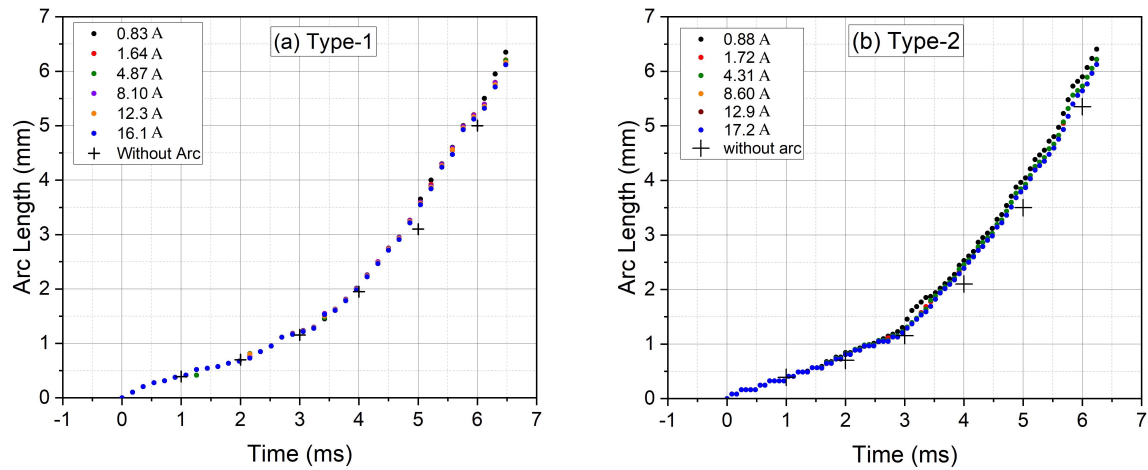 (a) Type-1
0.83 A
1.64 A
4.87 A
8.10 A
12.3 A
16.1 A
Without Arc
7
6
5
4
3
2
1
0
-1 0 1 2 3 4 5 6 7
Arc Length (mm)
Time (ms)
(b) Type-2
0.88 A
1.72 A
4.31 A
8.60 A
12.9 A
17.2 A
without arc
7
6
5
4
3
2
1
0
-1 0 1 2 3 4 5 6 7
Arc Length (mm)
Time (ms)